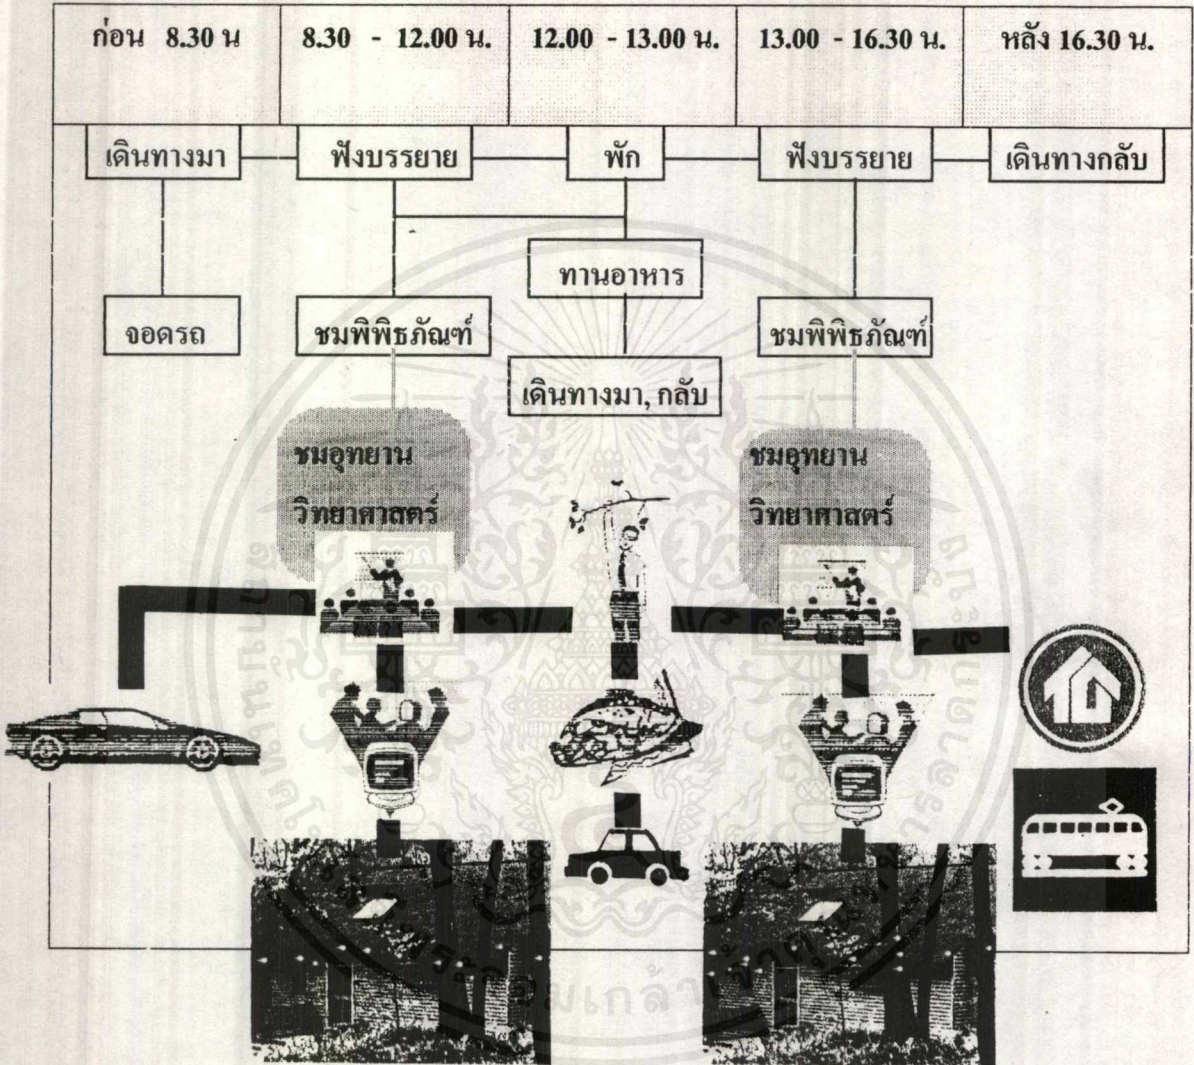 ก่อน 8.30 น
8.30 - 12.00 น.
12.00 - 13.00 น.
13.00 - 16.30 น.
หลัง 16.30 น.
เดินทางมา
ฟังบรรยาย
พัก
ฟังบรรยาย
เดินทางกลับ
ทานอาหาร
จอดรถ
ชมพิพิธภัณฑ์
ชมพิพิธภัณฑ์
เดินทางมา, กลับ
ชมอุทยาน
วิทยาศาสตร์
ชมอุทยาน
วิทยาศาสตร์